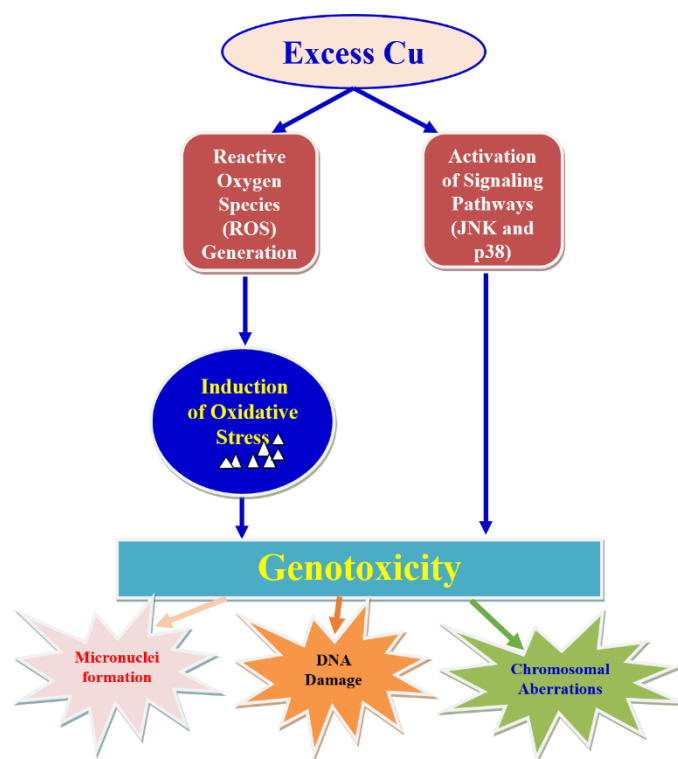 Excess Cu
Reactive
Oxygen
Species
(ROS)
Generation
Activation
of Signaling
Pathways
(JNK and
p38)
Induction
of Oxidative
Stress
Genotoxicity
Micronuclei
formation
DNA
Damage
Chromosomal
Aberrations